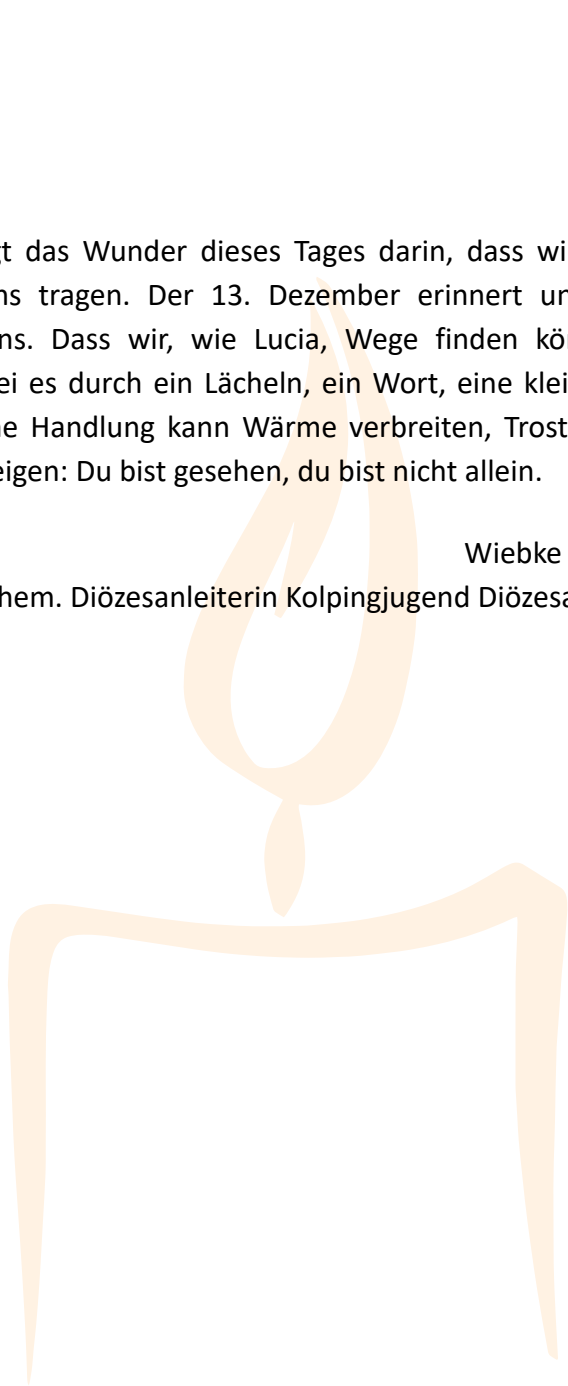 t das Wunder dieses Tages darin, dass wi
ns tragen. Der 13. Dezember erinnert un
ns. Dass wir, wie Lucia, Wege finden kö
ei es durch ein Lächeln, ein Wort, eine klei
e Handlung kann Wärme verbreiten, Trost
eigen: Du bist gesehen, du bist nicht allein.
Wiebke
hem. Diözesanleiterin Kolpingjugend Diözesa